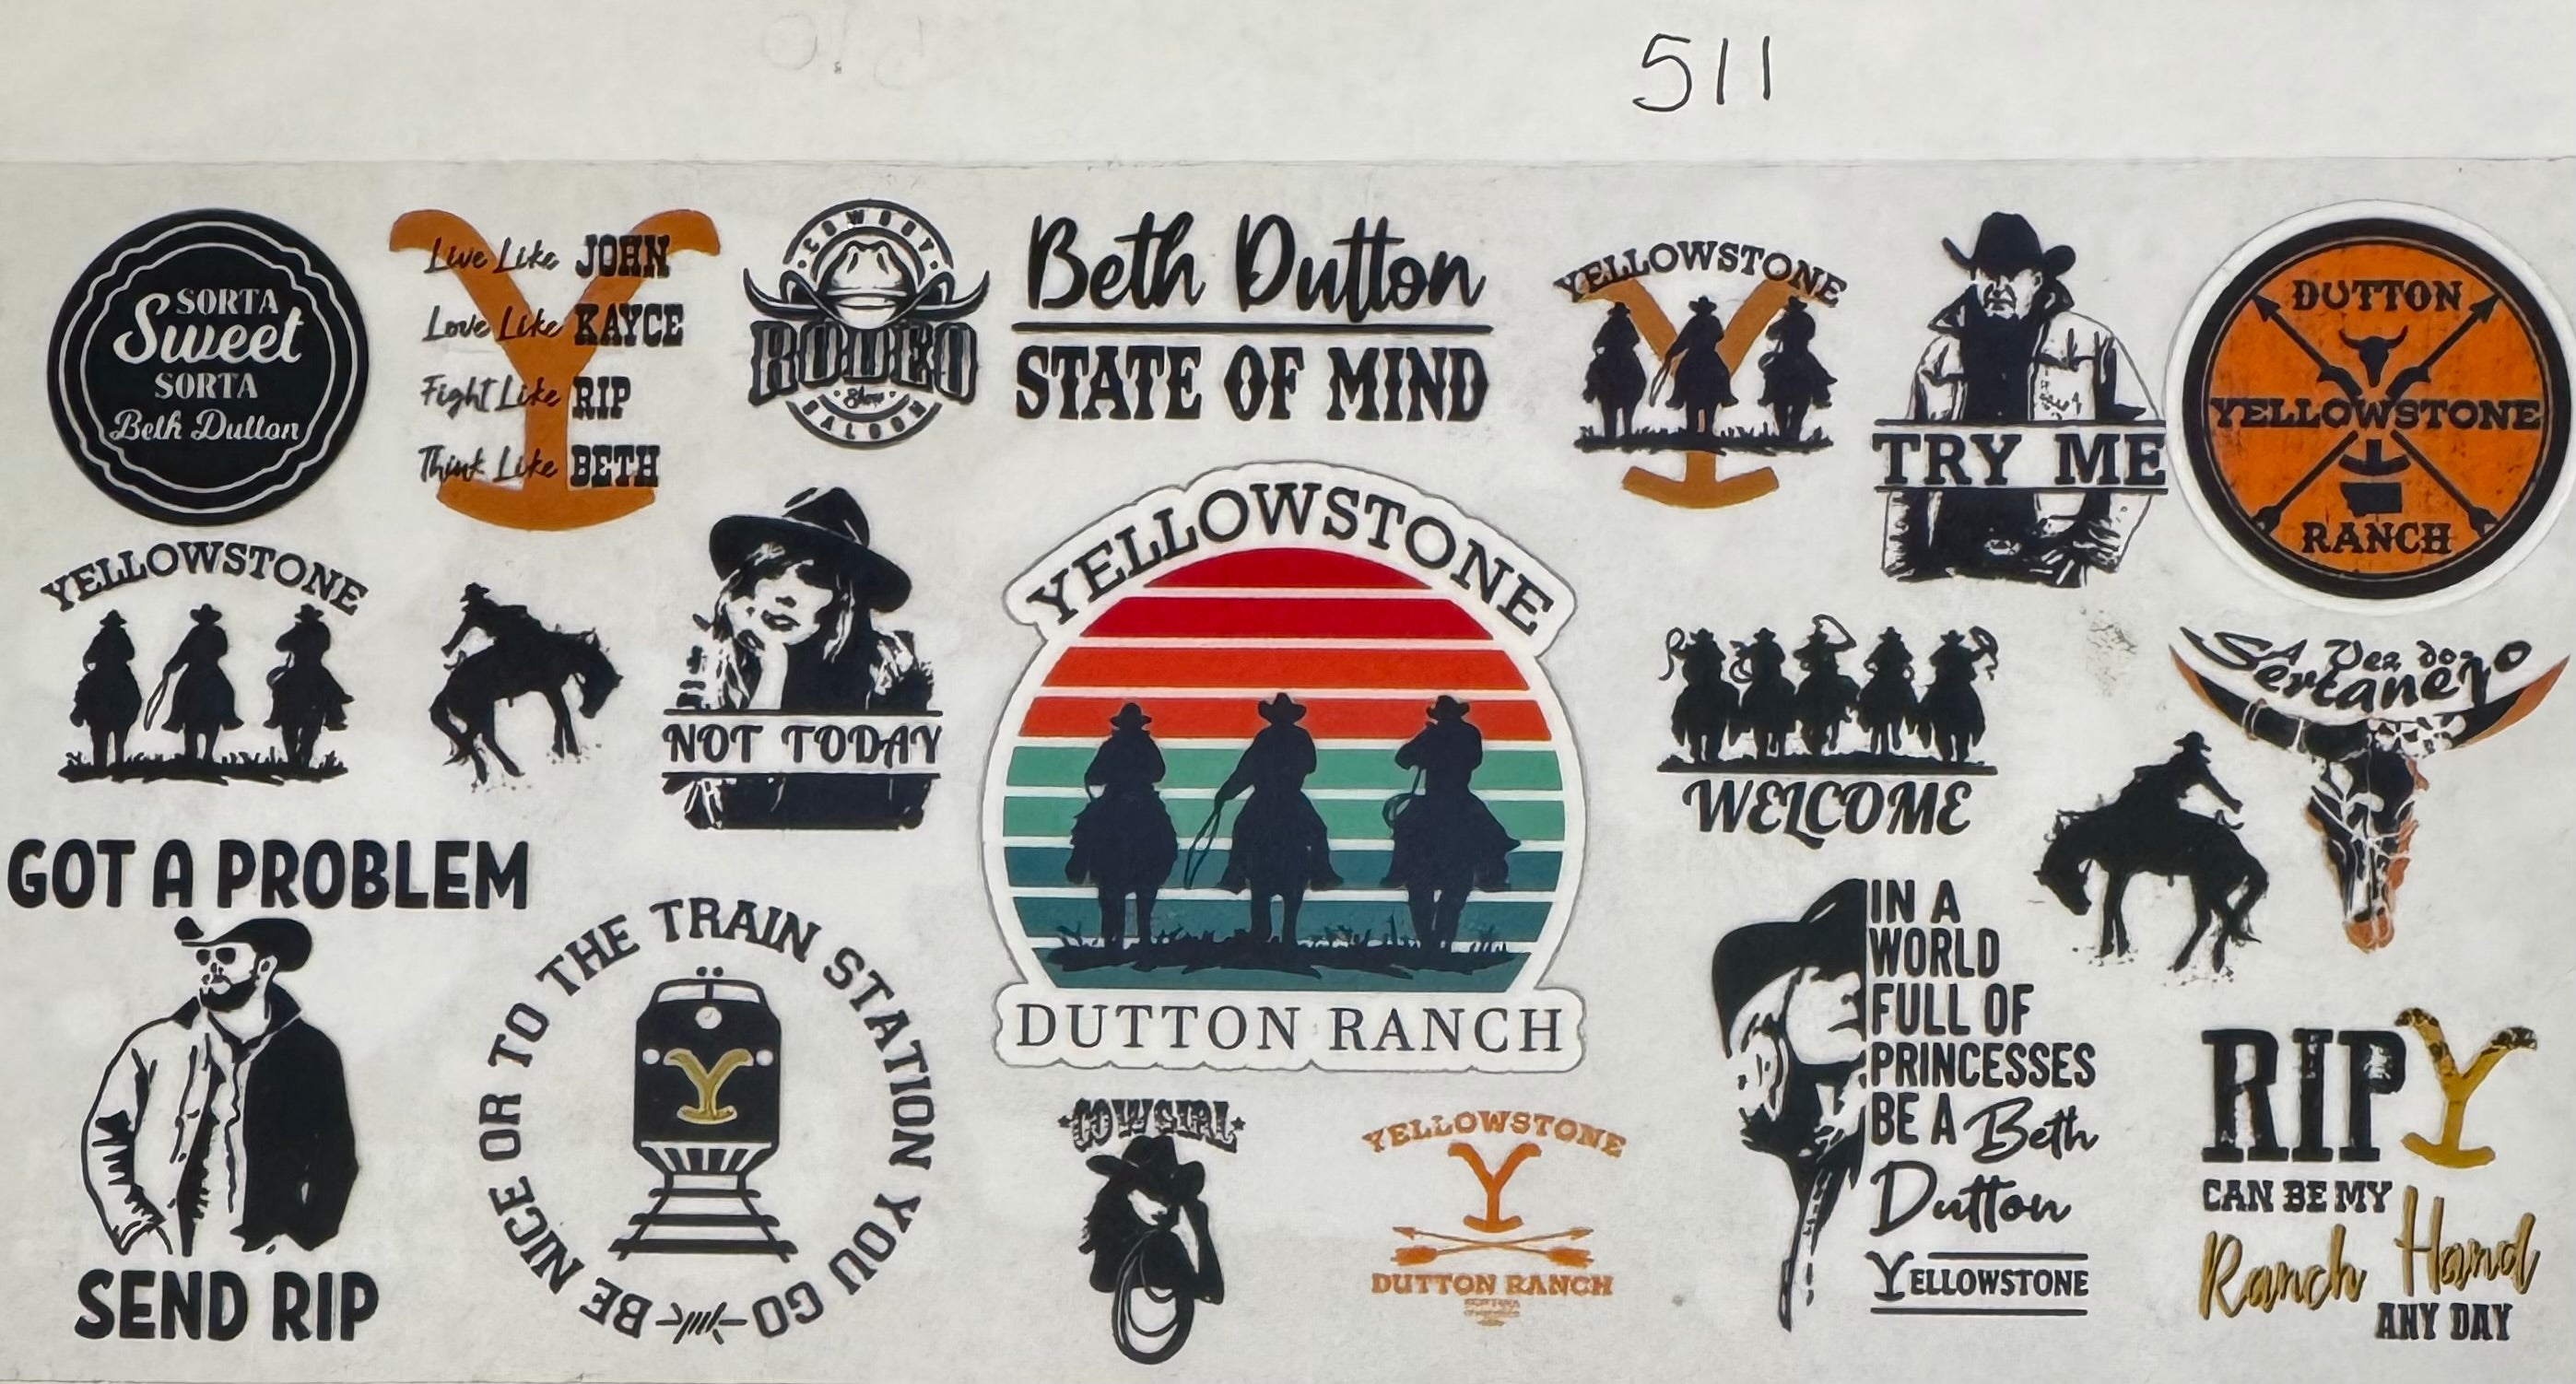 511
SORTA
Sweet
SORTA
Beth Dutton
Live Like JOHN
Love Like KAYCE
Fight Like RIP
Think Like BETH
COWBOY
RODEO
Show
SALOON
Beth Dutton
STATE OF MIND
YELLOWSTONE
TRY ME
DUTTON
YELLOWSTONE
RANCH
YELLOWSTONE
NOT TODAY
YELLOWSTONE
DUTTON RANCH
WELCOME
A Vez do
Sertanejo
GOT A PROBLEM
SEND RIP
BE NICE OR TO THE TRAIN STATION YOU GO
Y
COWGIRL
YELLOWSTONE
Y
DUTTON RANCH
IN A
WORLD
FULL OF
PRINCESSES
BE A Beth
Dutton
YELLOWSTONE
RIP Y
CAN BE MY
Ranch Hand
ANY DAY